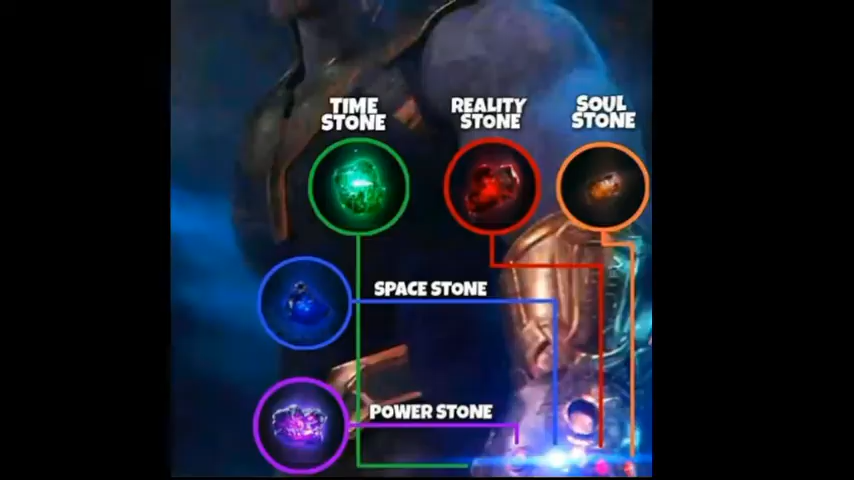 TIME
STONE
REALITY
STONE
SOUL
STONE
SPACE STONE
POWER STONE